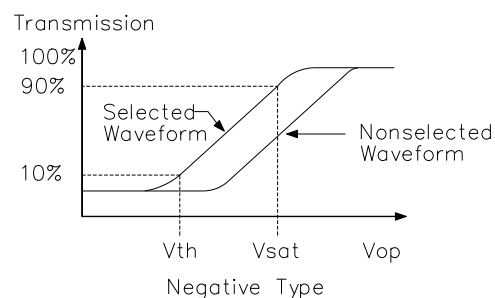 Transmission
100%
90%
Selected
Waveform
Nonselected
Waveform
10%
Vth
Vsat
Vop
Negative Type